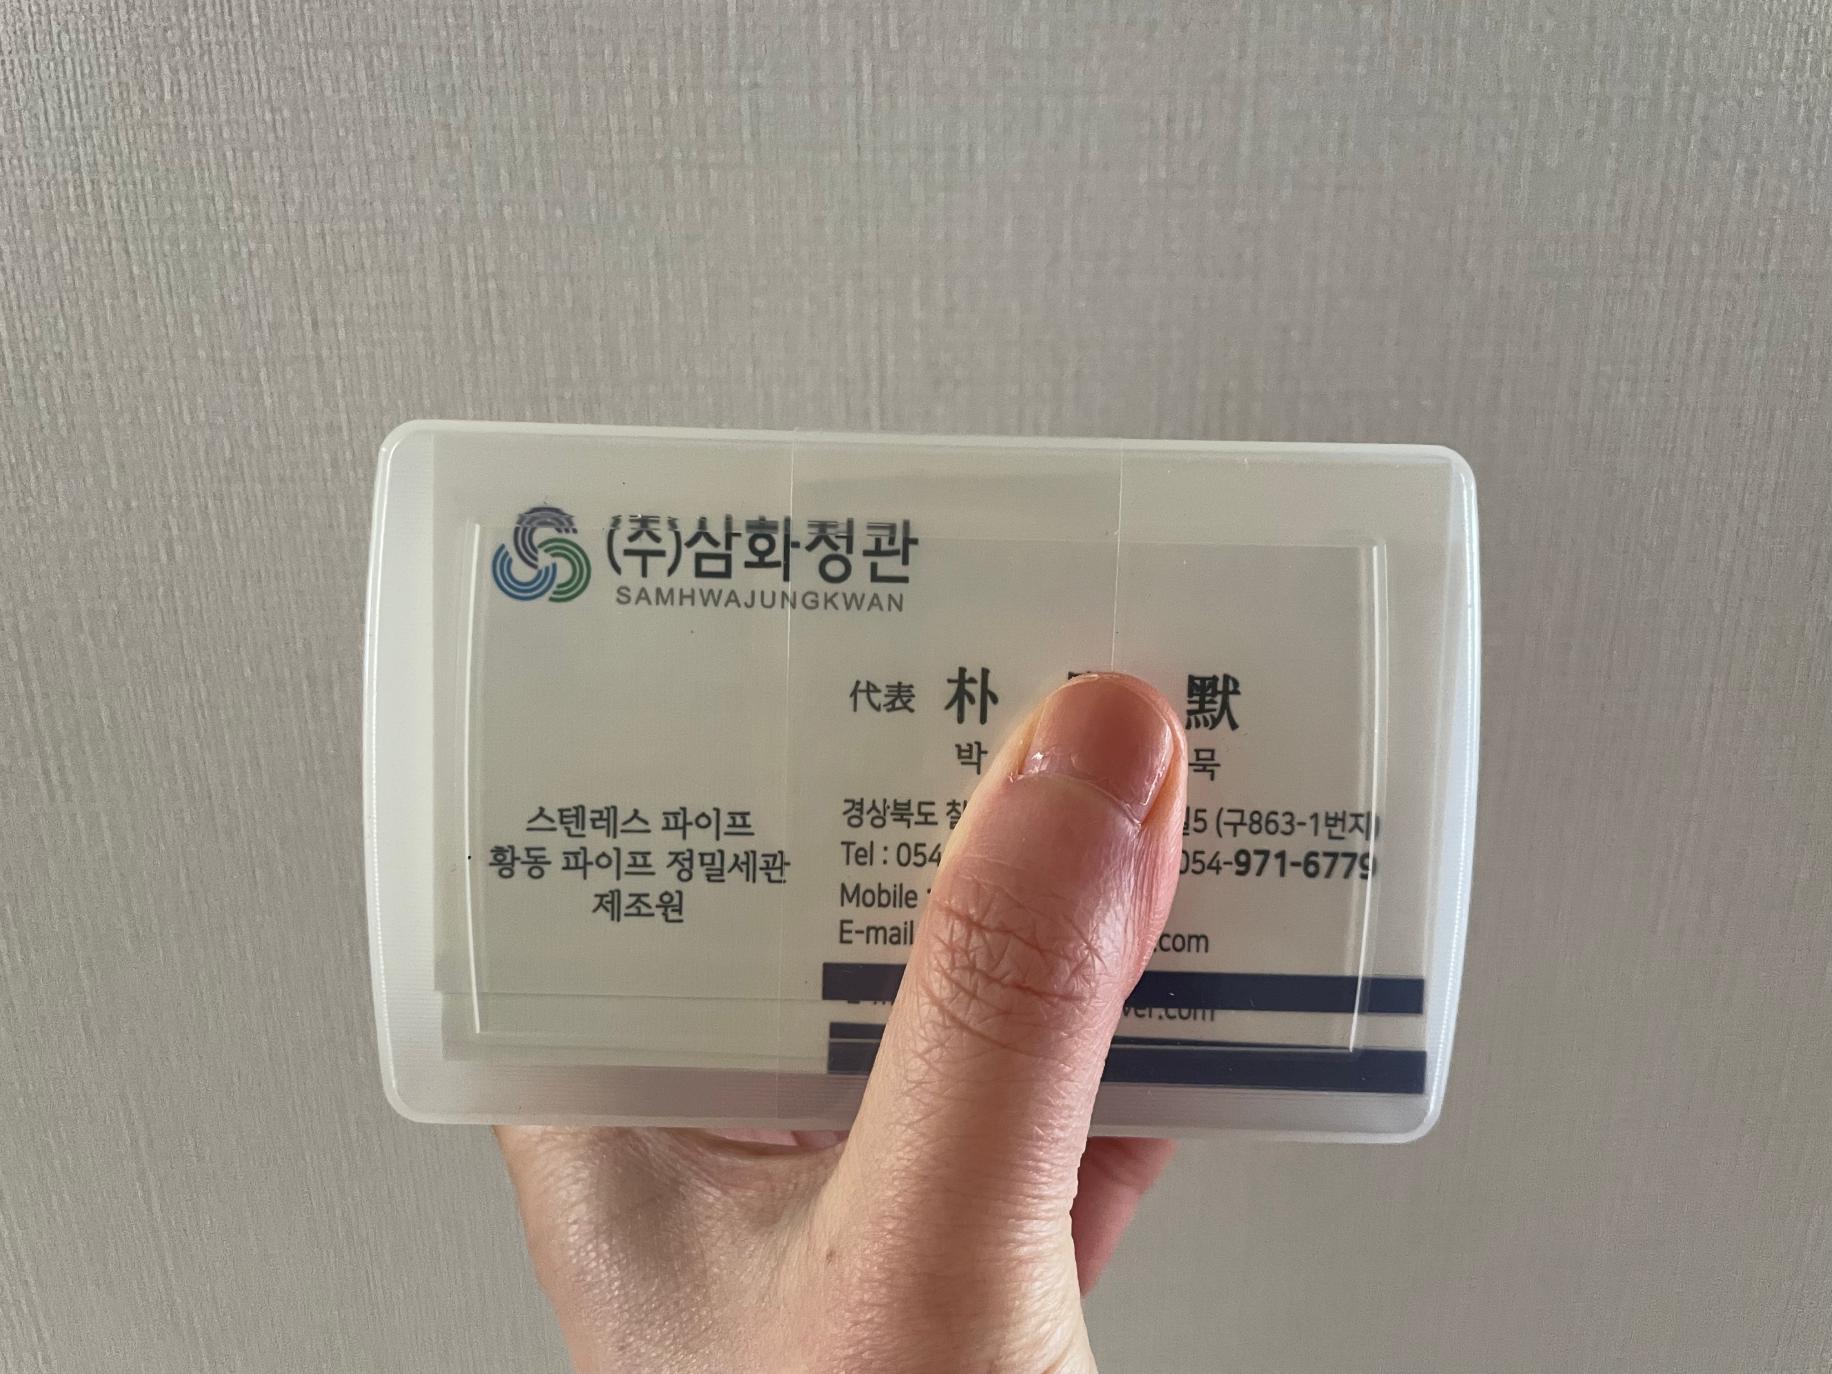 (주)삼화정관
SAMHWAJUNGKWAN
代表 朴 默
박 묵
스텐레스 파이프
황동 파이프 정밀세관
제조원
경상북도 5 (구863-1번지)
Tel : 054 054-971-6779
Mobile :
E-mail .com
ver.com